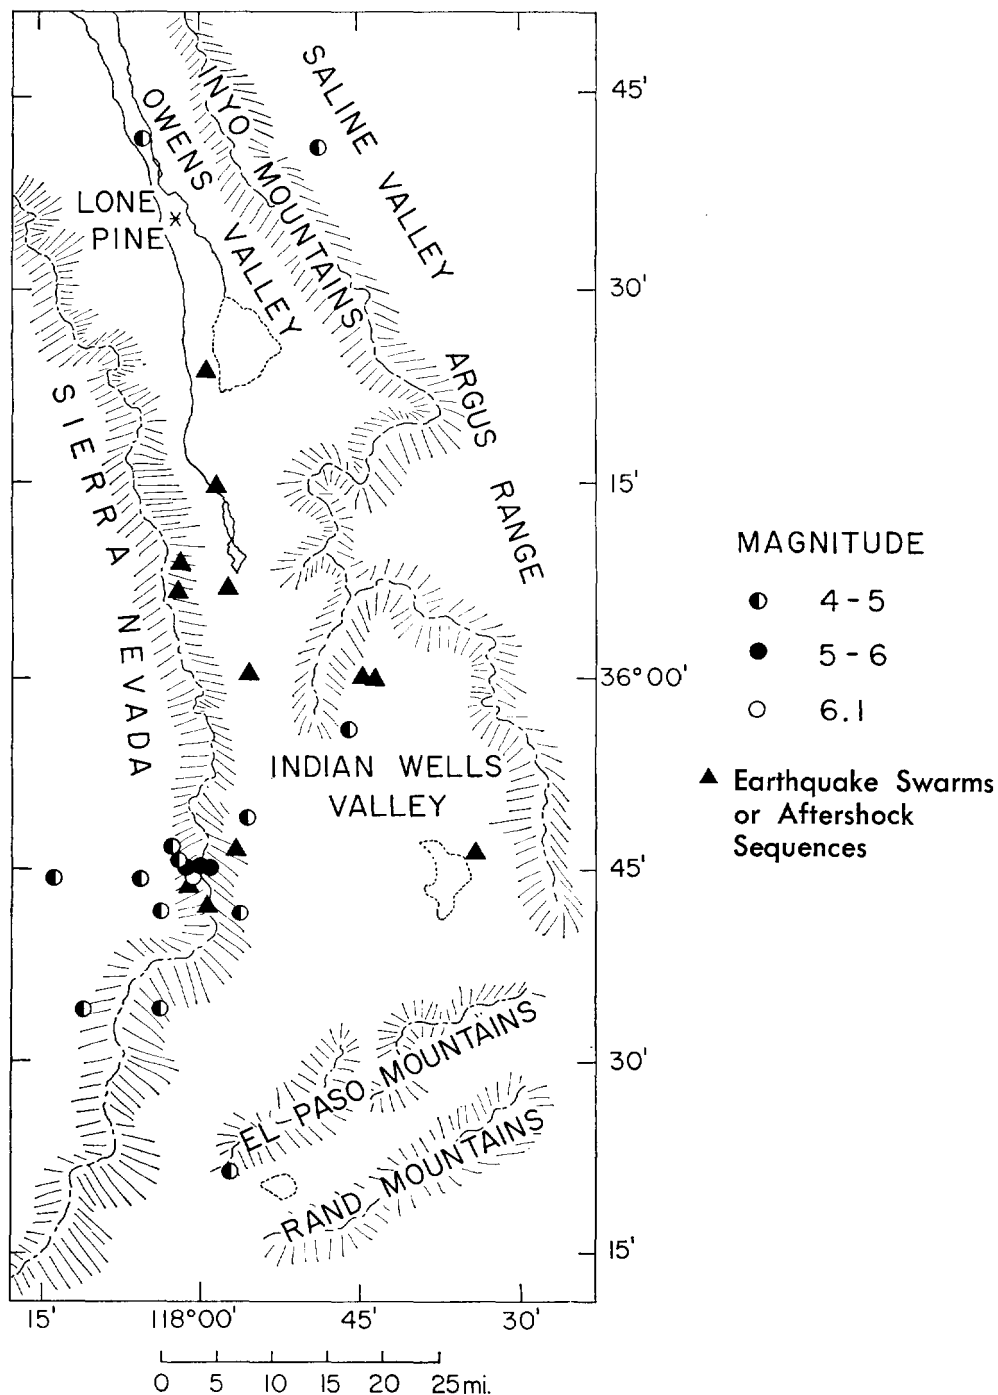 SALINE VALLEY
INYO MOUNTAINS
OWENS VALLEY
LONE
PINE
SIERRA NEVADA
ARGUS RANGE
INDIAN WELLS
VALLEY
EL PASO MOUNTAINS
RAND MOUNTAINS
45'
30'
15'
36°00'
45'
30'
15'
15'
118°00'
45'
30'
0 5 10 15 20 25 mi.
MAGNITUDE
4-5
5-6
6.1
Earthquake Swarms
or Aftershock
Sequences